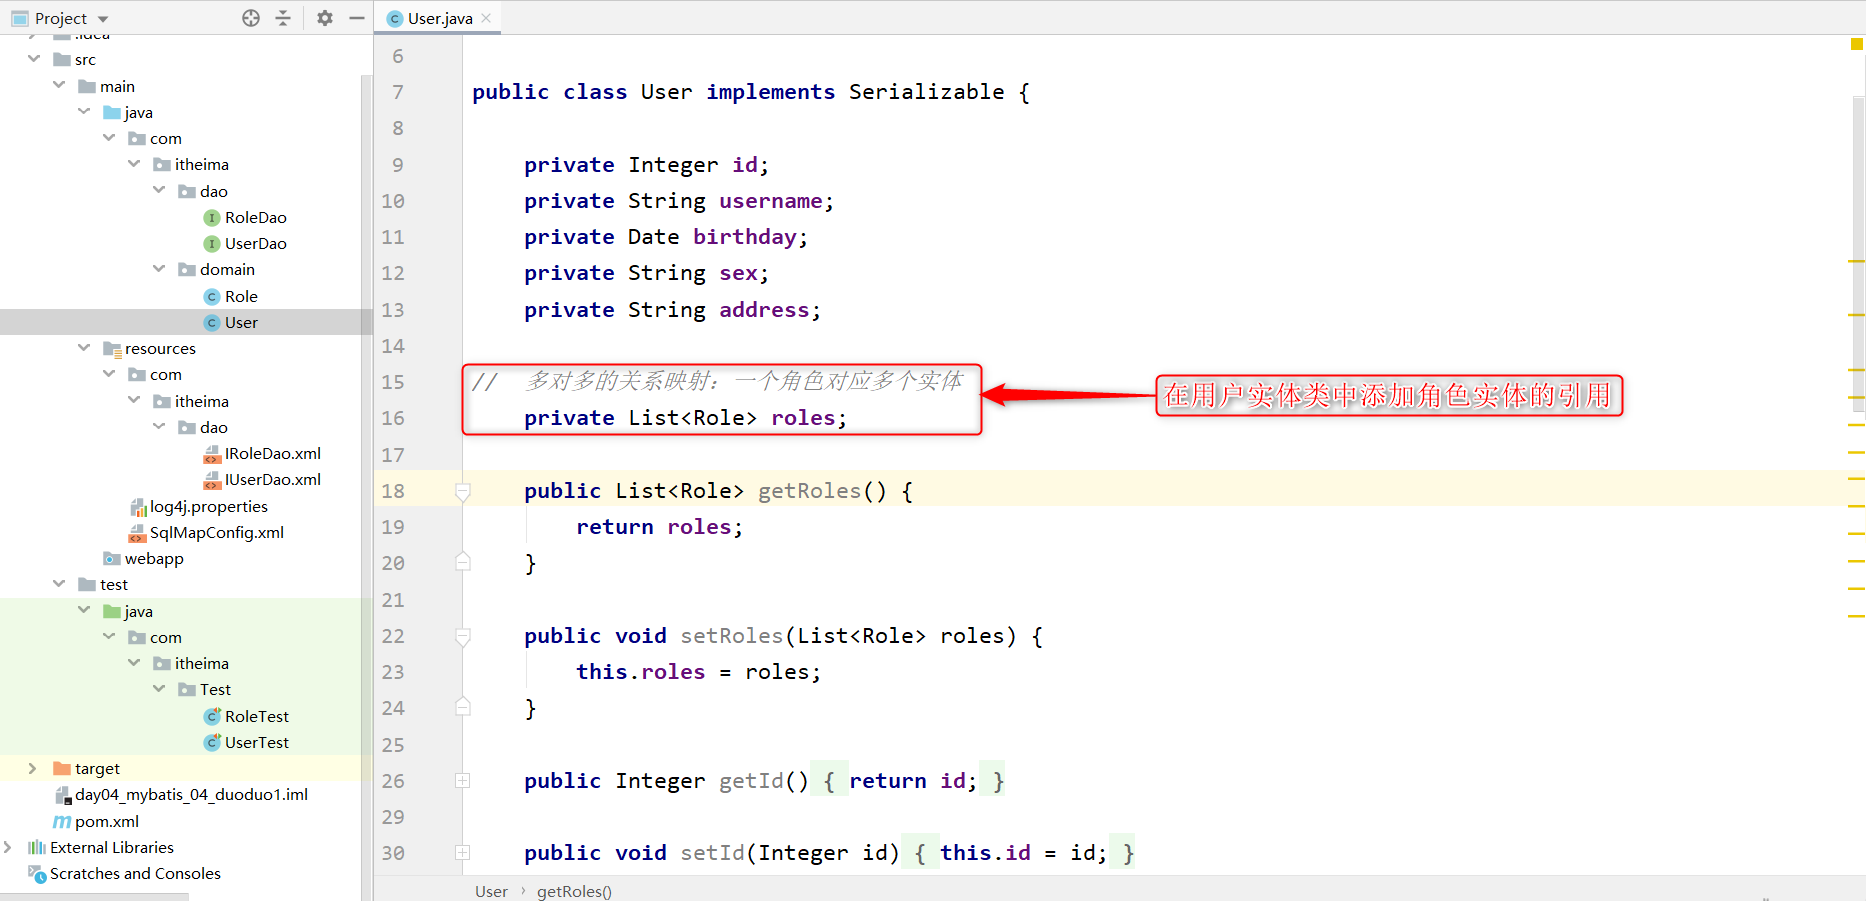 Project
User.java
.idea
src
main
java
com
itheima
dao
RoleDao
UserDao
domain
Role
User
resources
com
itheima
dao
IRoleDao.xml
IUserDao.xml
log4j.properties
SqlMapConfig.xml
webapp
test
java
com
itheima
Test
RoleTest
UserTest
target
day04_mybatis_04_duoduo1.iml
pom.xml
External Libraries
Scratches and Consoles
6
7 public class User implements Serializable {
8
9 private Integer id;
10 private String username;
11 private Date birthday;
12 private String sex;
13 private String address;
14
15 // 多对多的关系映射：一个角色对应多个实体
在用户实体类中添加角色实体的引用
16 private List<Role> roles;
17
18 public List<Role> getRoles() {
19 return roles;
20 }
21
22 public void setRoles(List<Role> roles) {
23 this.roles = roles;
24 }
25
26 public Integer getId() { return id; }
29
30 public void setId(Integer id) { this.id = id; }
User › getRoles()